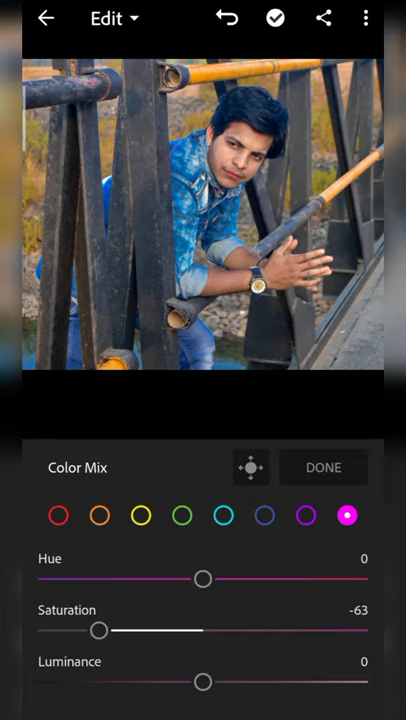 Edit
Color Mix
DONE
Hue 0
Saturation -63
Luminance 0